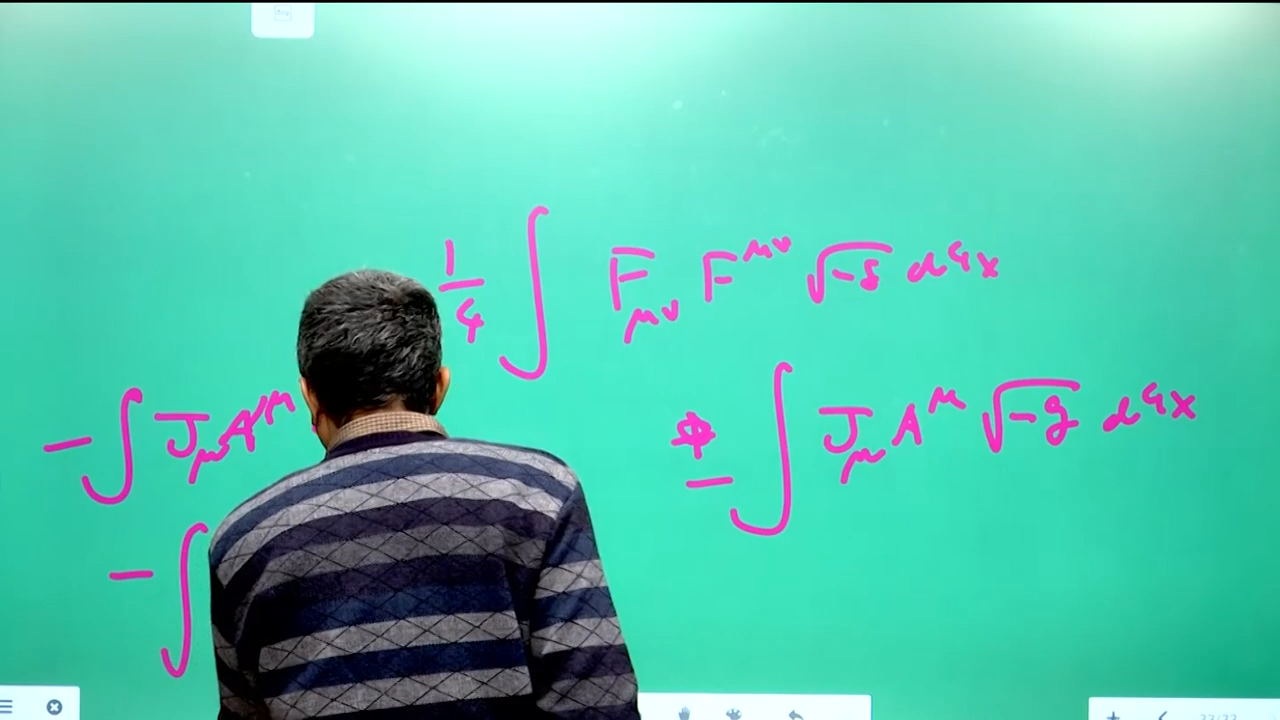 1/4 ∫ F_μν F^μν √-g d⁴x
- ∫ J_μ A^μ
- ∫ J_μ A^μ √-g d⁴x
- ∫